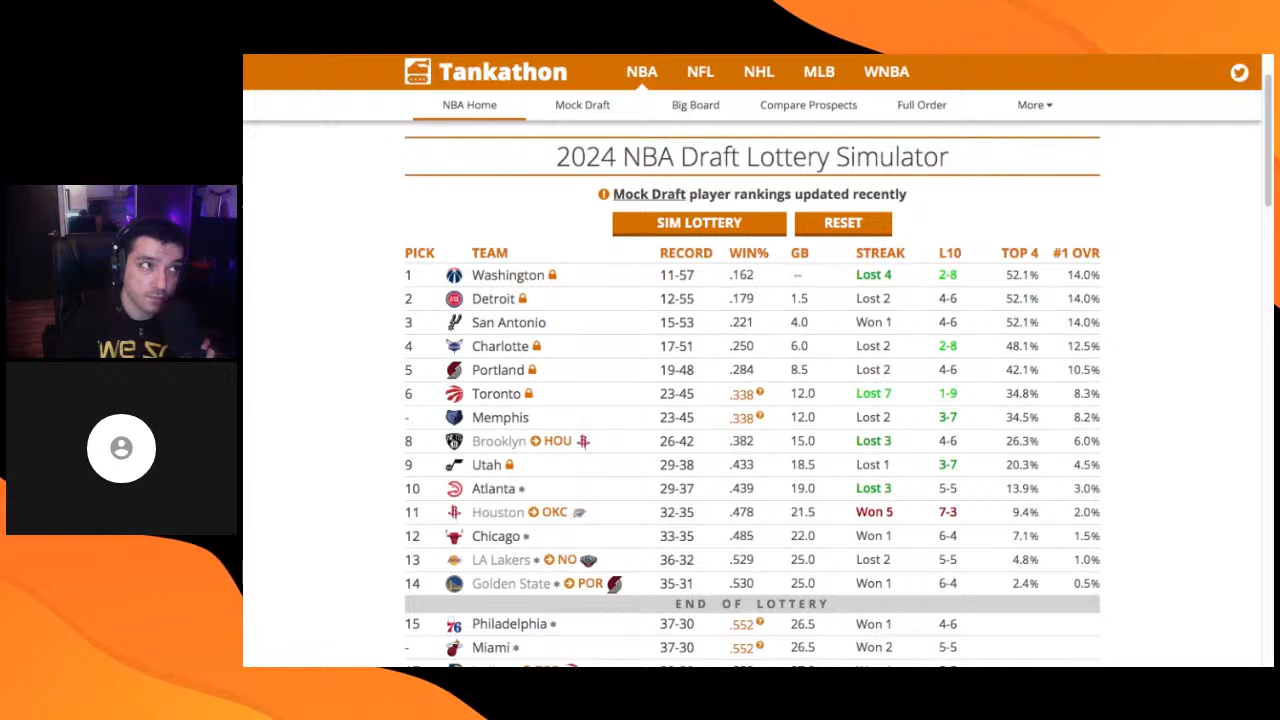 Tankathon NBA NFL NHL MLB WNBA
NBA Home Mock Draft Big Board Compare Prospects Full Order More
2024 NBA Draft Lottery Simulator
Mock Draft player rankings updated recently
SIM LOTTERY RESET
PICK TEAM RECORD WIN% GB STREAK L10 TOP 4 #1 OVR
1 Washington 11-57 .162 -- Lost 4 2-8 52.1% 14.0%
2 Detroit 12-55 .179 1.5 Lost 2 4-6 52.1% 14.0%
3 San Antonio 15-53 .221 4.0 Won 1 4-6 52.1% 14.0%
4 Charlotte 17-51 .250 6.0 Lost 2 2-8 48.1% 12.5%
5 Portland 19-48 .284 8.5 Lost 2 4-6 42.1% 10.5%
6 Toronto 23-45 .338 12.0 Lost 7 1-9 34.8% 8.3%
- Memphis 23-45 .338 12.0 Lost 2 3-7 34.5% 8.2%
8 Brooklyn HOU 26-42 .382 15.0 Lost 3 4-6 26.3% 6.0%
9 Utah 29-38 .433 18.5 Lost 1 3-7 20.3% 4.5%
10 Atlanta * 29-37 .439 19.0 Lost 3 5-5 13.9% 3.0%
11 Houston OKC 32-35 .478 21.5 Won 5 7-3 9.4% 2.0%
12 Chicago * 33-35 .485 22.0 Won 1 6-4 7.1% 1.5%
13 LA Lakers * NO 36-32 .529 25.0 Lost 2 5-5 4.8% 1.0%
14 Golden State * POR 35-31 .530 25.0 Won 1 6-4 2.4% 0.5%
END OF LOTTERY
15 Philadelphia * 37-30 .552 26.5 Won 1 4-6
- Miami * 37-30 .552 26.5 Won 2 5-5